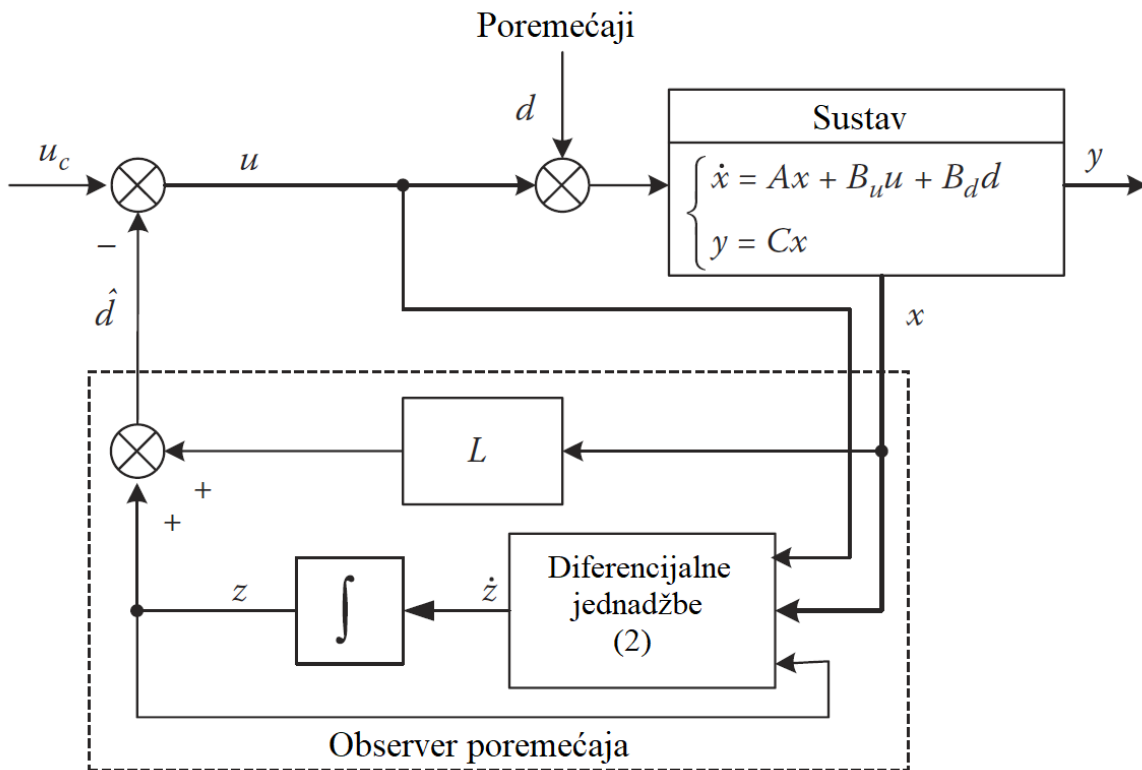 Poremećaji
d
Sustav
u_c
u
y
ẋ = Ax + B_u u + B_d d
y = Cx
−
d̂
x
L
+
+
Diferencijalne
jednadžbe
(2)
z
∫
ż
Observer poremećaja